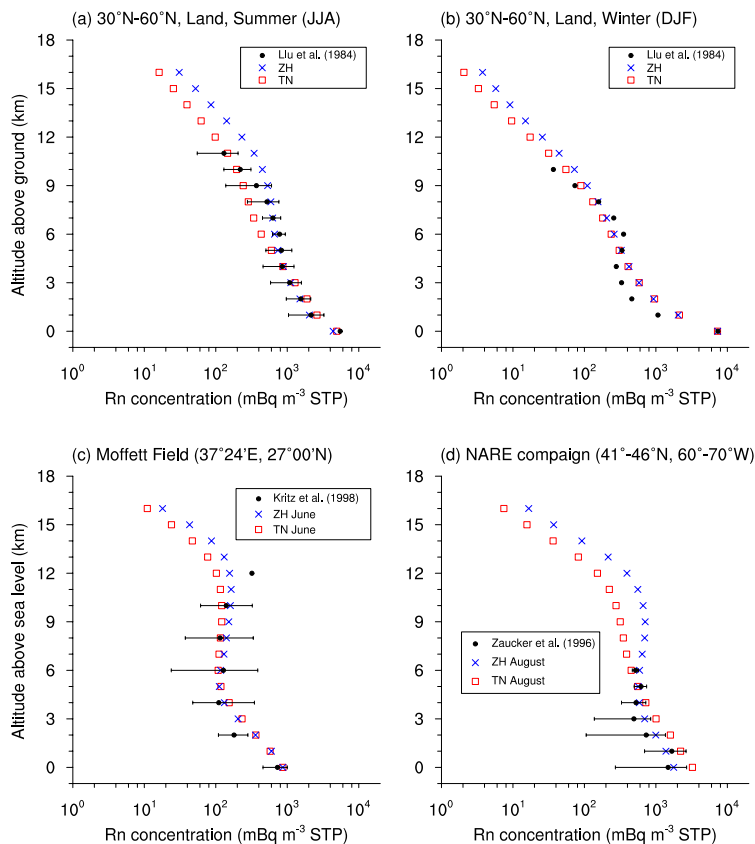 (a) 30°N-60°N, Land, Summer (JJA)
(b) 30°N-60°N, Land, Winter (DJF)
18
15
12
9
6
3
0
Altitude above ground (km)
Llu et al. (1984)
ZH
TN
10^0 10^1 10^2 10^3 10^4
Rn concentration (mBq m^-3 STP)
18
15
12
9
6
3
0
Llu et al. (1984)
ZH
TN
10^0 10^1 10^2 10^3 10^4
Rn concentration (mBq m^-3 STP)
(c) Moffett Field (37°24'E, 27°00'N)
(d) NARE compaign (41°-46°N, 60°-70°W)
18
15
12
9
6
3
0
Altitude above sea level (km)
Kritz et al. (1998)
ZH June
TN June
10^0 10^1 10^2 10^3 10^4
Rn concentration (mBq m^-3 STP)
18
15
12
9
6
3
0
Zaucker et al. (1996)
ZH August
TN August
10^0 10^1 10^2 10^3 10^4
Rn concentration (mBq m^-3 STP)